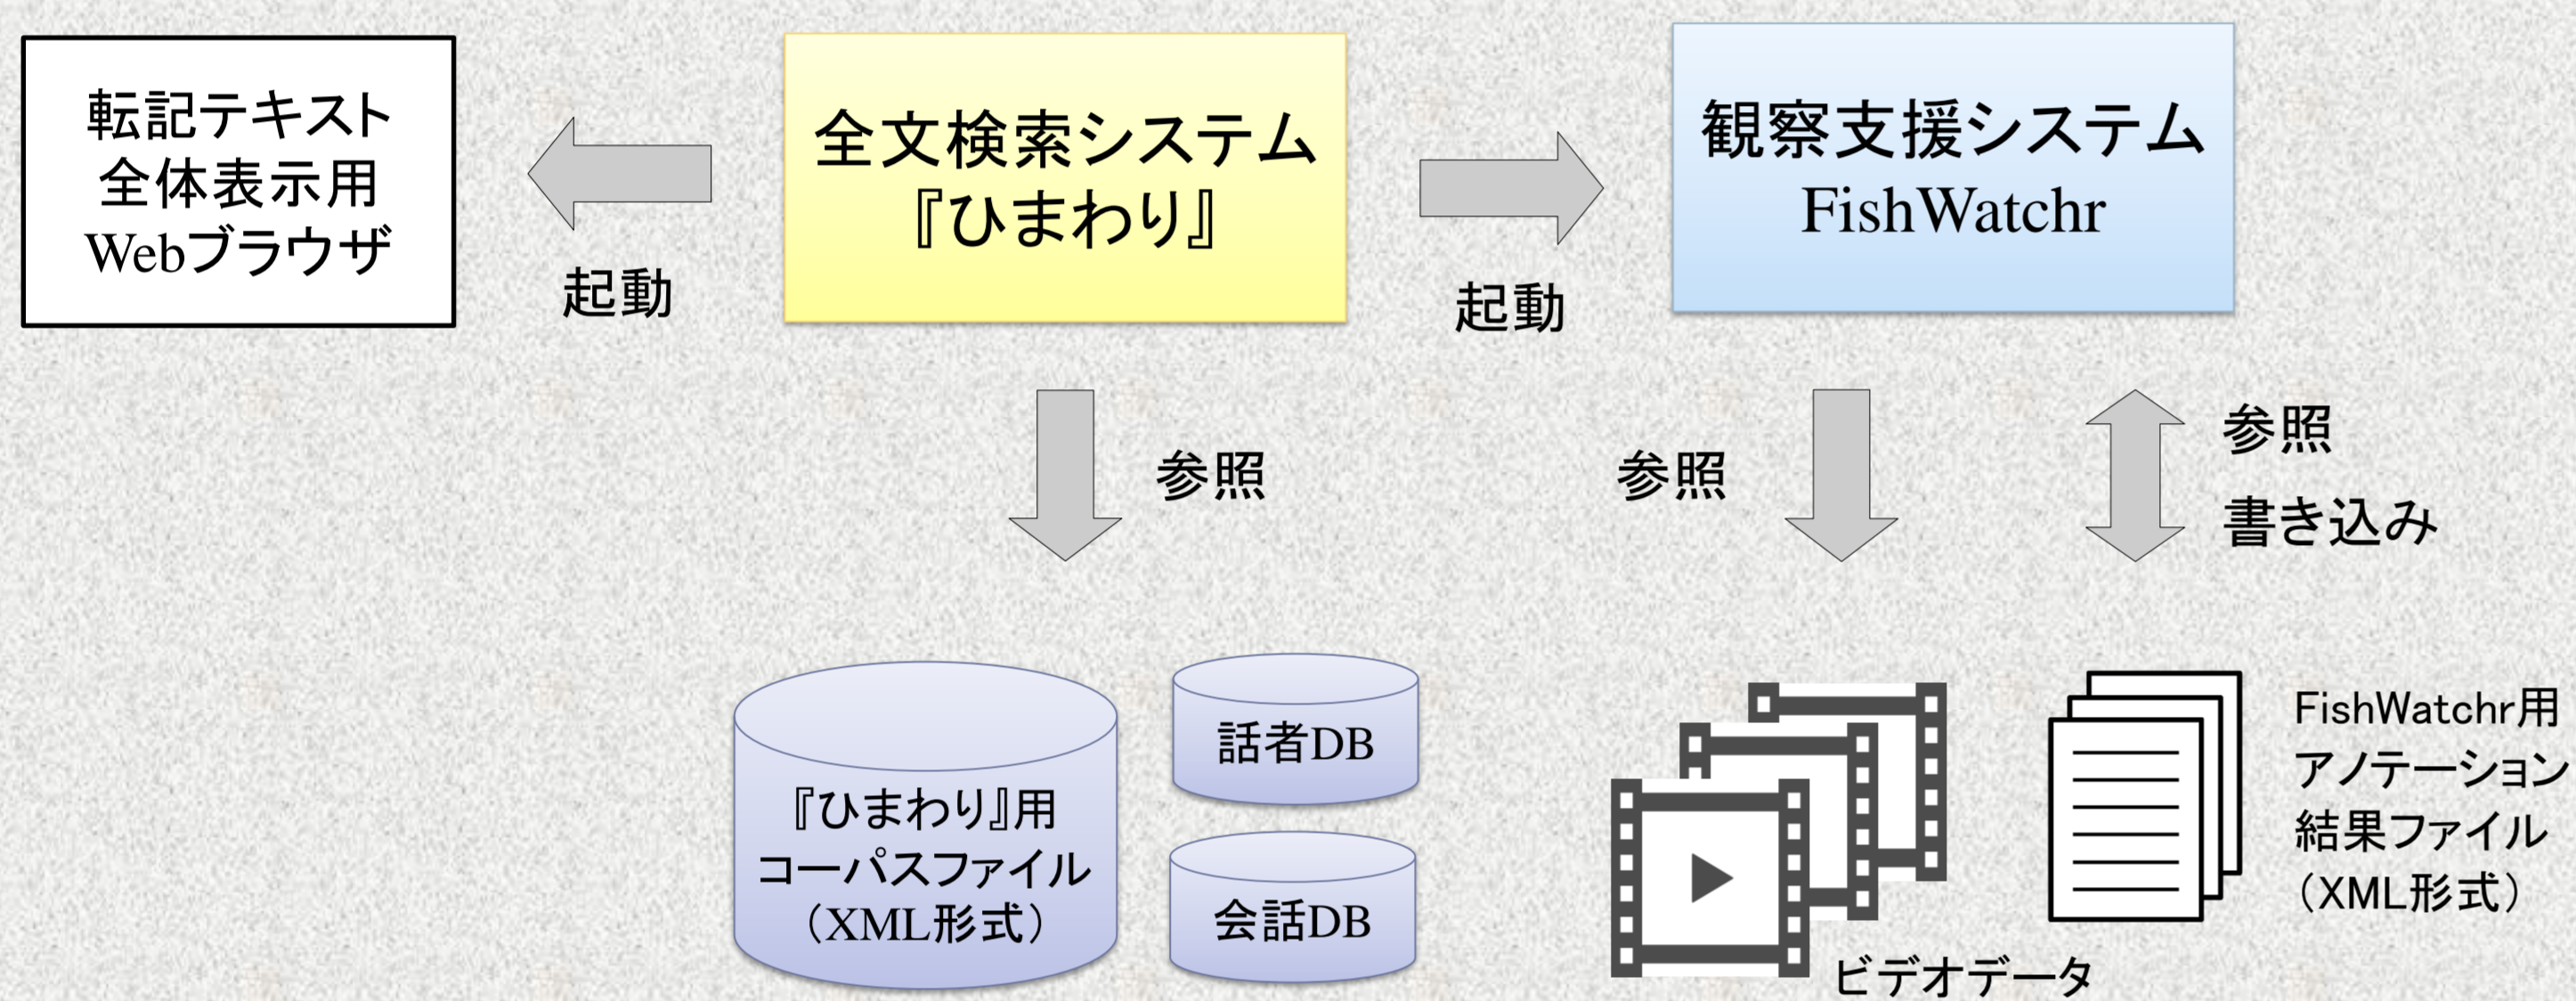 転記テキスト
全体表示用
Webブラウザ
起動
全文検索システム
『ひまわり』
起動
観察支援システム
FishWatchr
参照
参照
参照
書き込み
『ひまわり』用
コーパスファイル
（XML形式）
話者DB
会話DB
ビデオデータ
FishWatchr用
アノテーション
結果ファイル
（XML形式）